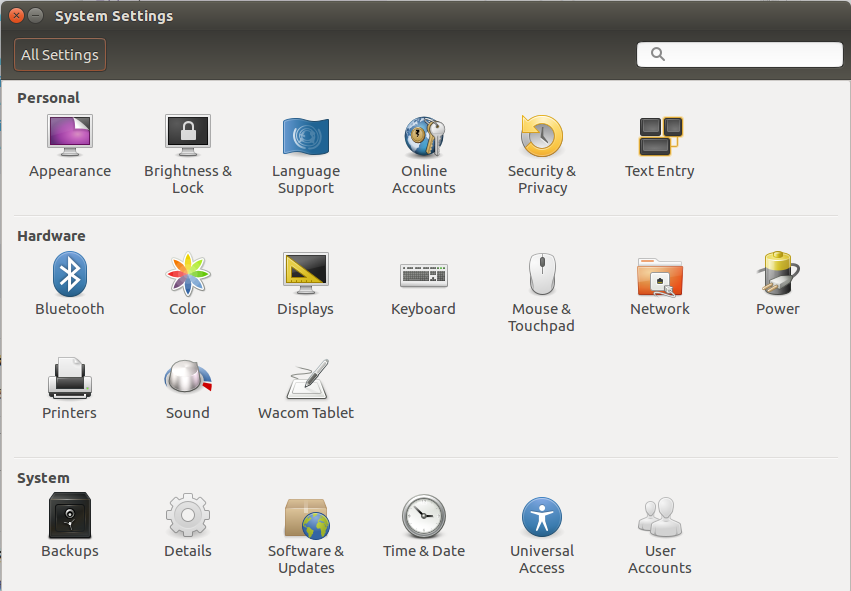 System Settings
All Settings
Personal
Appearance
Brightness & Lock
Language Support
Online Accounts
Security & Privacy
Text Entry
Hardware
Bluetooth
Color
Displays
Keyboard
Mouse & Touchpad
Network
Power
Printers
Sound
Wacom Tablet
System
Backups
Details
Software & Updates
Time & Date
Universal Access
User Accounts